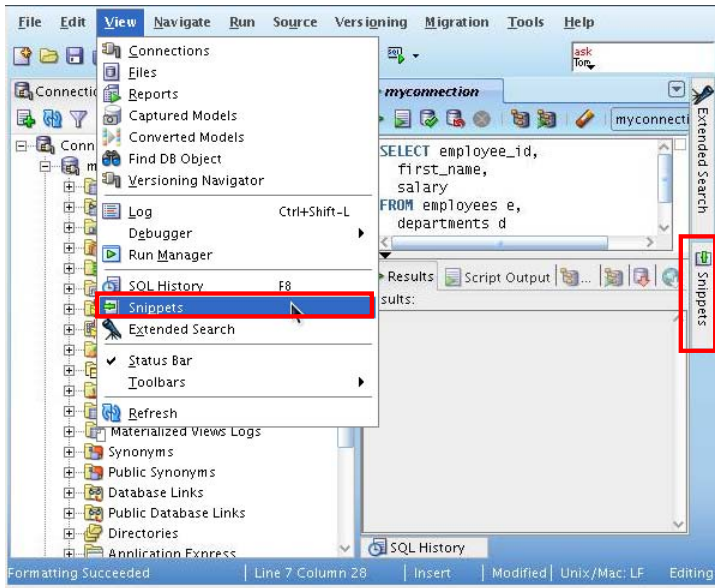 File Edit View Navigate Run Source Versioning Migration Tools Help
SQL
ask
Tom
Connections
Files
Reports
Captured Models
Converted Models
Find DB Object
Versioning Navigator
Log Ctrl+Shift-L
Debugger
Run Manager
SQL History F8
Snippets
Extended Search
Status Bar
Toolbars
Refresh
Connecti
Conn
m
Materialized Views Logs
Synonyms
Public Synonyms
Database Links
Public Database Links
Directories
Application Express
myconnection
myconnecti
SELECT employee_id,
first_name,
salary
FROM employees e,
departments d
Results Script Output ...
sults:
SQL History
Extended Search
Snippets
Formatting Succeeded Line 7 Column 28 Insert Modified Unix/Mac: LF Editing